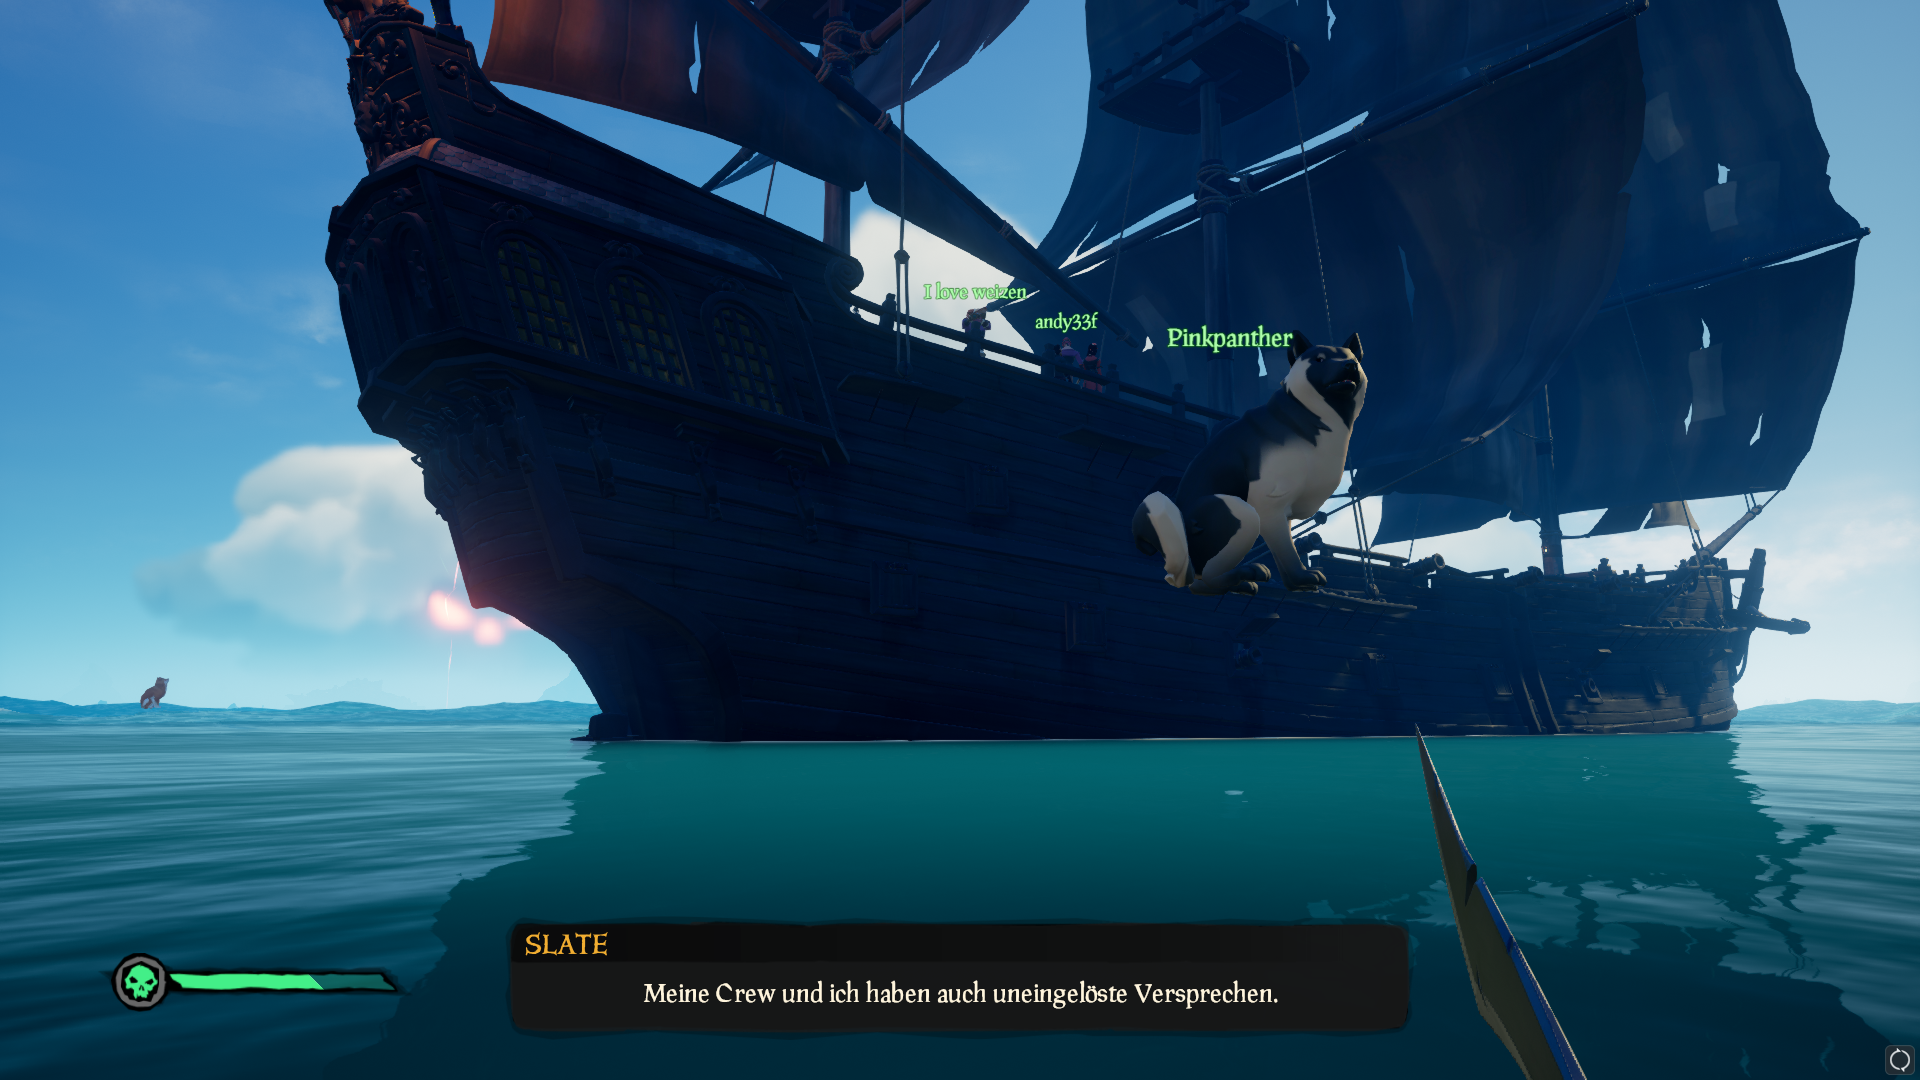 I love weizen
andy33f
Pinkpanther
SLATE
Meine Crew und ich haben auch uneingelöste Versprechen.